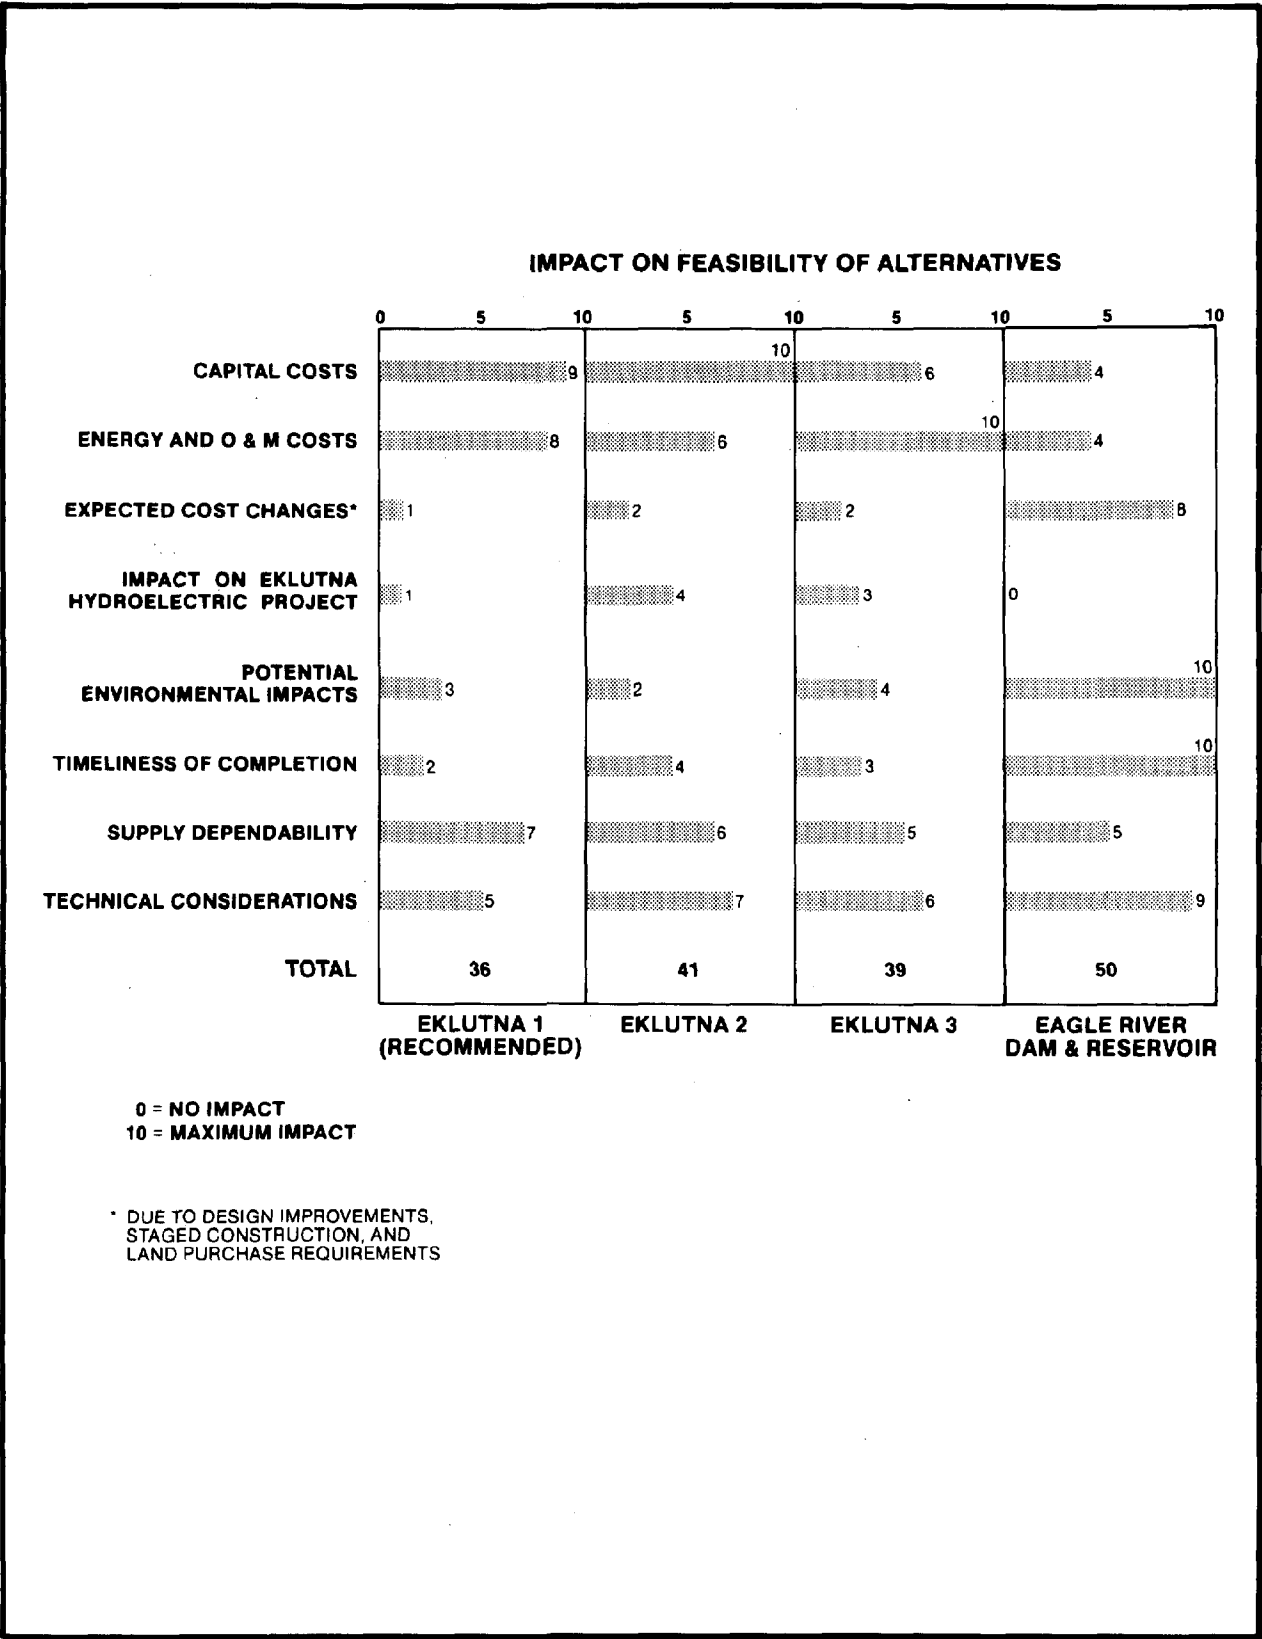 IMPACT ON FEASIBILITY OF ALTERNATIVES
0 5 10 5 10 5 10 5 10
CAPITAL COSTS 9 10 6 4
ENERGY AND O & M COSTS 8 6 10 4
EXPECTED COST CHANGES* 1 2 2 8
IMPACT ON EKLUTNA
HYDROELECTRIC PROJECT 1 4 3 0
POTENTIAL
ENVIRONMENTAL IMPACTS 3 2 4 10
TIMELINESS OF COMPLETION 2 4 3 10
SUPPLY DEPENDABILITY 7 6 5 5
TECHNICAL CONSIDERATIONS 5 7 6 9
TOTAL 36 41 39 50
EKLUTNA 1 EKLUTNA 2 EKLUTNA 3 EAGLE RIVER
(RECOMMENDED) DAM & RESERVOIR
0 = NO IMPACT
10 = MAXIMUM IMPACT
* DUE TO DESIGN IMPROVEMENTS,
STAGED CONSTRUCTION, AND
LAND PURCHASE REQUIREMENTS